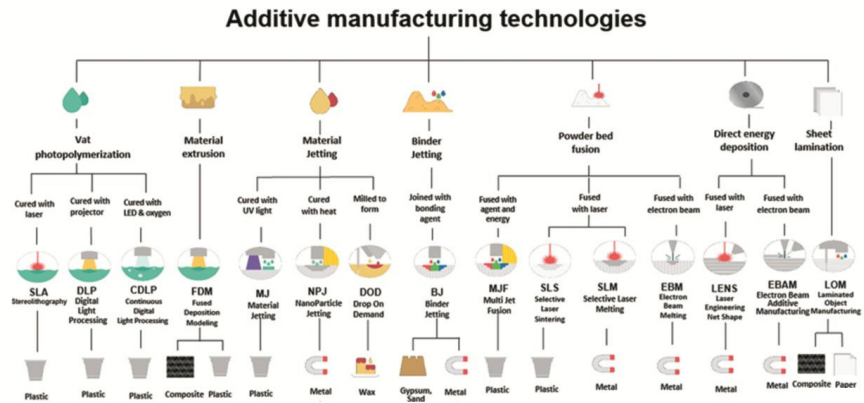 Additive manufacturing technologies
Vat
photopolymerization
Material
extrusion
Material
Jetting
Binder
Jetting
Powder bed
fusion
Direct energy
deposition
Sheet
lamination
Cured with
laser
Cured with
projector
Cured with
LED & oxygen
Cured with
UV light
Cured
with heat
Milled to
form
Joined with
bonding
agent
Fused with
agent and
energy
Fused
with laser
Fused with
electron beam
Fused with
laser
Fused with
electron beam
SLA
Stereolithography
DLP
Digital
Light
Processing
CDLP
Continuous
Digital
Light Processing
FDM
Fused
Deposition
Modeling
MJ
Material
Jetting
NPJ
NanoParticle
Jetting
DOD
Drop On
Demand
BJ
Binder
Jetting
MJF
Multi Jet
Fusion
SLS
Selective
Laser
Sintering
SLM
Selective Laser
Melting
EBM
Electron
Beam
Melting
LENS
Laser
Engineering
Net Shape
EBAM
Electron Beam
Additive
Manufacturing
LOM
Laminated
Object
Manufacturing
Plastic
Plastic
Plastic
Composite
Plastic
Plastic
Metal
Wax
Gypsum,
Sand
Metal
Plastic
Plastic
Metal
Metal
Metal
Metal
Composite
Paper